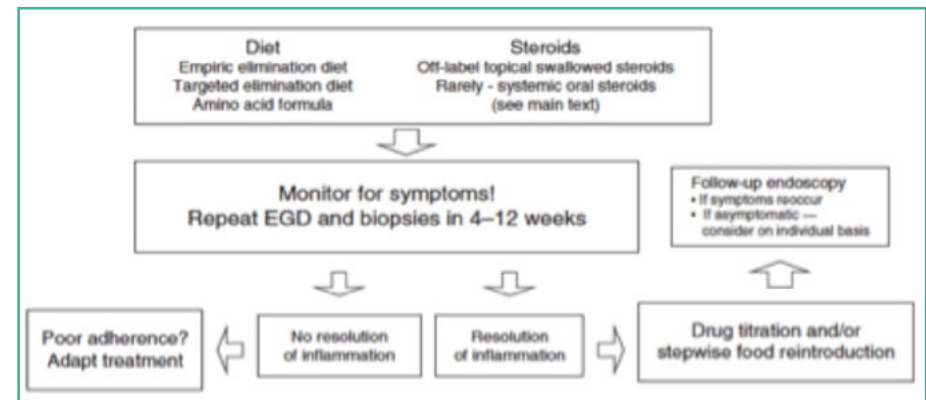 Diet
Empiric elimination diet
Targeted elimination diet
Amino acid formula
Steroids
Off-label topical swallowed steroids
Rarely - systemic oral steroids
(see main text)
Monitor for symptoms!
Repeat EGD and biopsies in 4–12 weeks
Follow-up endoscopy
• If symptoms reoccur
• If asymptomatic —
consider on individual basis
Poor adherence?
Adapt treatment
No resolution
of inflammation
Resolution
of inflammation
Drug titration and/or
stepwise food reintroduction